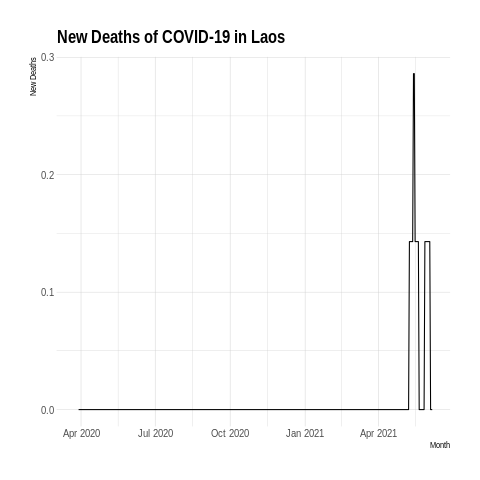 New Deaths of COVID-19 in Laos
New Deaths
0.3
0.2
0.1
0.0
Apr 2020 Jul 2020 Oct 2020 Jan 2021 Apr 2021
Month